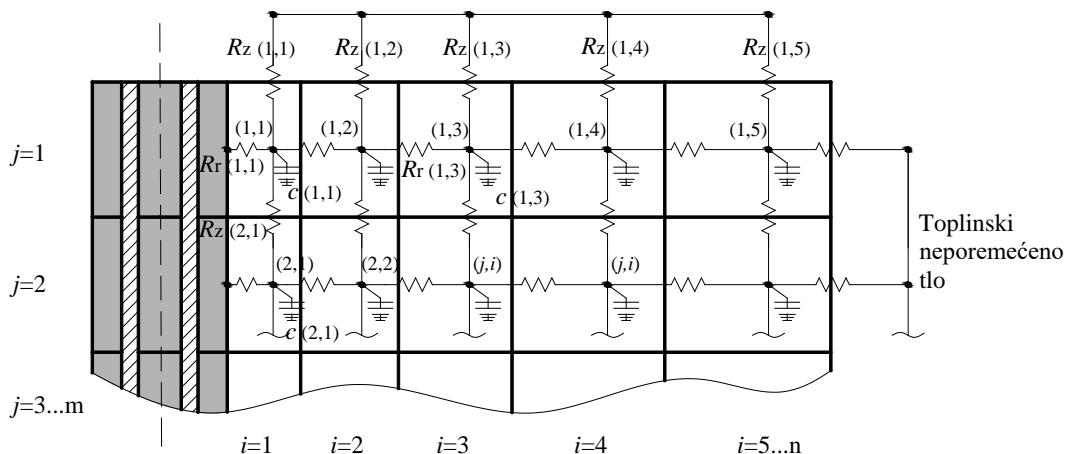 Rz (1,1) Rz (1,2) Rz (1,3) Rz (1,4) Rz (1,5)
j=1 (1,1) (1,2) (1,3) (1,4) (1,5)
Rr (1,1) Rr (1,3)
c (1,1) c (1,3)
Rz (2,1)
Toplinski
neporemećeno
tlo
j=2 (2,1) (2,2) (j,i) (j,i)
c (2,1)
j=3...m
i=1 i=2 i=3 i=4 i=5...n